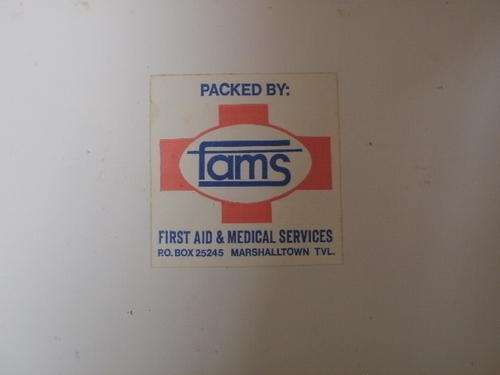 PACKED BY:
fams
FIRST AID & MEDICAL SERVICES
P.O. BOX 25245 MARSHALLTOWN TVL.